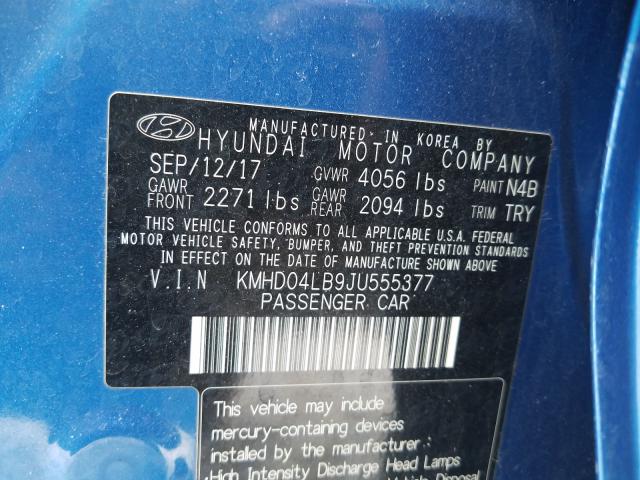 MANUFACTURED IN KOREA BY
HYUNDAI MOTOR COMPANY
SEP/12/17 GVWR 4056 lbs PAINT N4B
GAWR FRONT 2271 lbs GAWR REAR 2094 lbs TRIM TRY
THIS VEHICLE CONFORMS TO ALL APPLICABLE U.S.A. FEDERAL
MOTOR VEHICLE SAFETY, BUMPER, AND THEFT PREVENTION STANDARDS
IN EFFECT ON THE DATE OF MANUFACTURE SHOWN ABOVE
V.I.N KMHD04LB9JU555377
PASSENGER CAR
This vehicle may include
mercury-containing devices
installed by the manufacturer:
·High Intensity Discharge Head Lamps
Vehicle Disposal